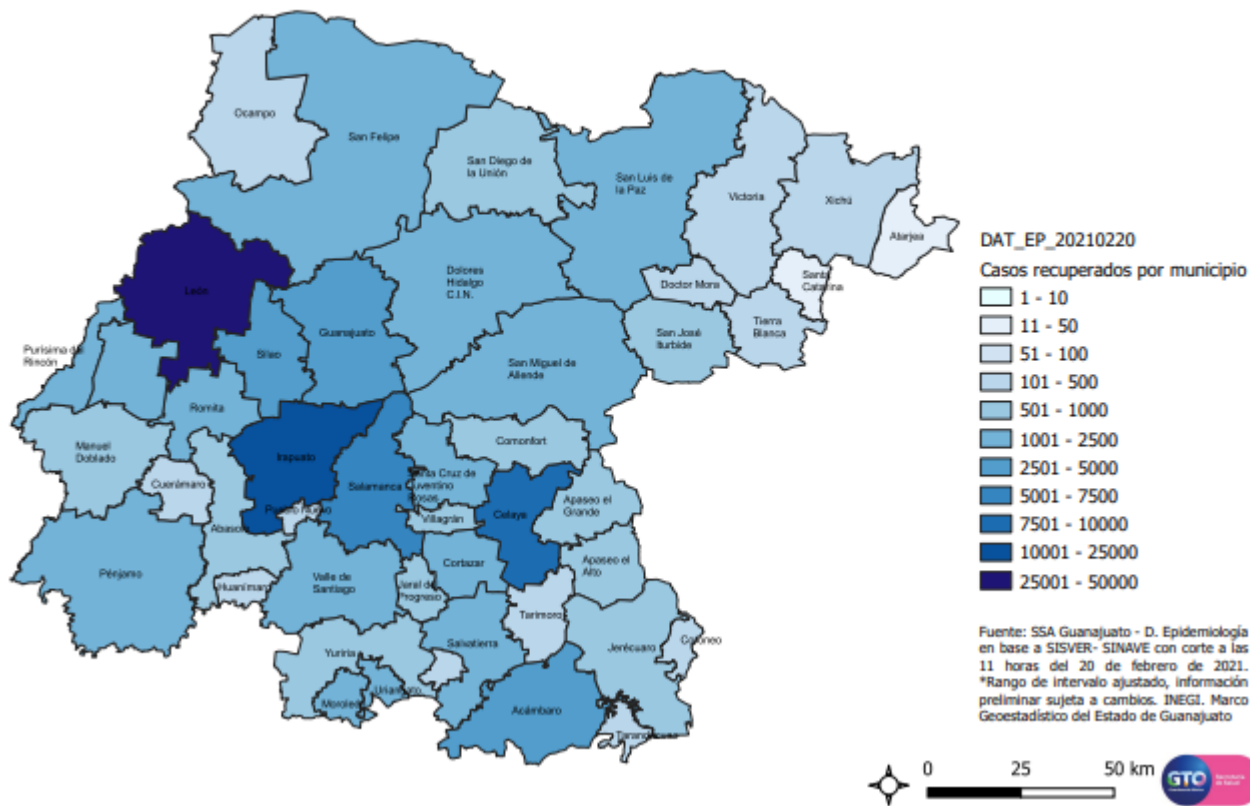 Ocampo
San Felipe
San Diego de
la Unión
San Luis de
la Paz
Victoria
Xichú
Atarjea
León
Dolores
Hidalgo
C.I.N.
Doctor Mora
Santa
Catarina
Guanajuato
Tierra
Blanca
San José
Iturbide
Purísima del
Rincón
Silao
San Miguel de
Allende
Romita
Manuel
Doblado
Irapuato
Comonfort
Cuerámaro
Salamanca
Santa Cruz de
Juventino
Rosas
Pueblo Nuevo
Villagrán
Celaya
Apaseo el
Grande
Abasolo
Pénjamo
Cortazar
Apaseo el
Alto
Huanímaro
Valle de
Santiago
Jaral del
Progreso
Tarimoro
Salvatierra
Jerécuaro
Coroneo
Yuriria
Uriangato
Moroleón
Acámbaro
Tarandacuao
DAT_EP_20210220
Casos recuperados por municipio
1 - 10
11 - 50
51 - 100
101 - 500
501 - 1000
1001 - 2500
2501 - 5000
5001 - 7500
7501 - 10000
10001 - 25000
25001 - 50000
Fuente: SSA Guanajuato - D. Epidemiología
en base a SISVER- SINAVE con corte a las
11 horas del 20 de febrero de 2021.
*Rango de intervalo ajustado, información
preliminar sujeta a cambios. INEGI. Marco
Geoestadístico del Estado de Guanajuato
0 25 50 km
GTO
Secretaría
de Salud